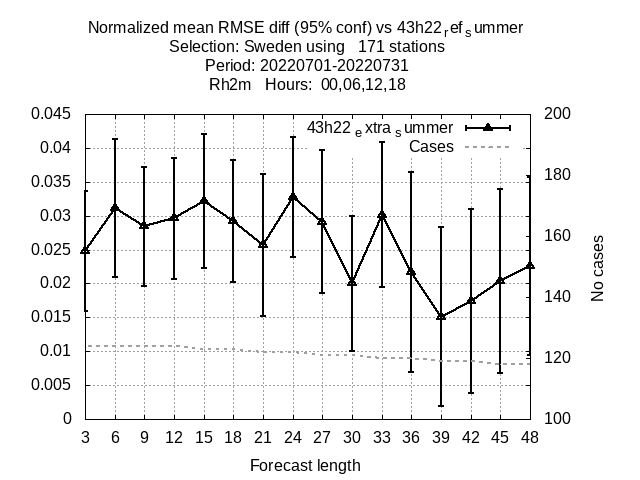 Normalized mean RMSE diff (95% conf) vs 43h22refsummer
Selection: Sweden using 171 stations
Period: 20220701-20220731
Rh2m Hours: 00,06,12,18
0.045
0.04
0.035
0.03
0.025
0.02
0.015
0.01
0.005
0
43h22extrasummer
Cases
200
180
160
140
120
100
No cases
3 6 9 12 15 18 21 24 27 30 33 36 39 42 45 48
Forecast length